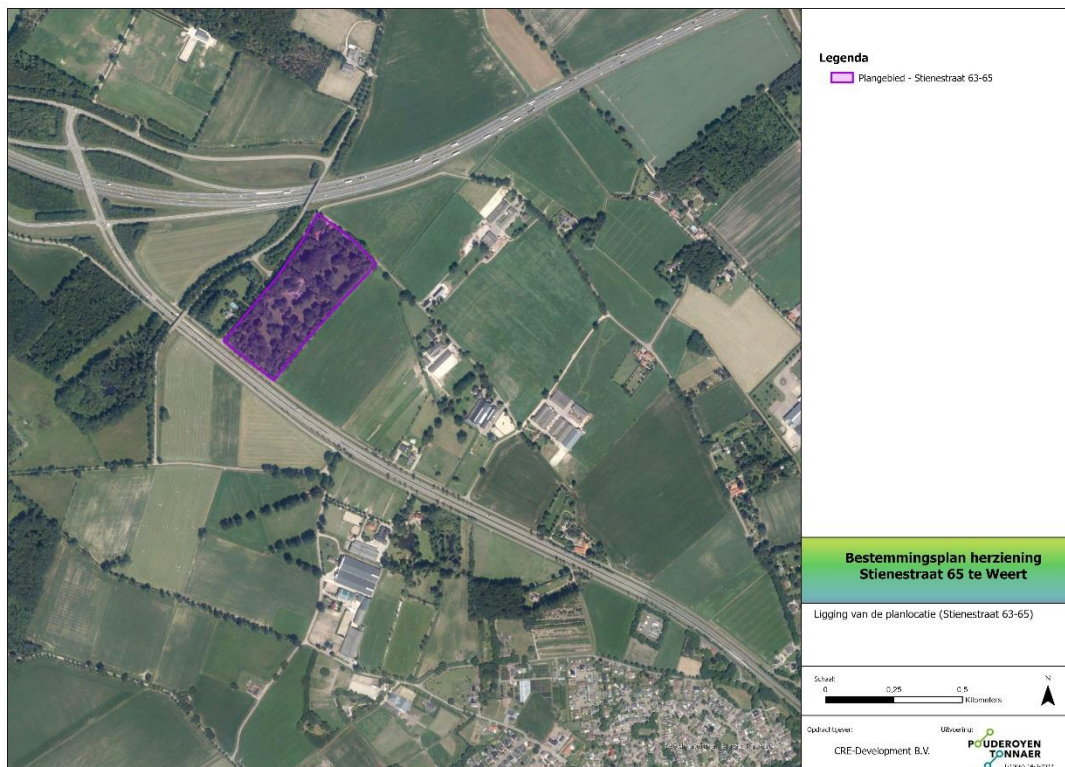 Legenda
Plangebied - Stienestraat 63-65
Bestemmingsplan herziening
Stienestraat 65 te Weert
Ligging van de planlocatie (Stienestraat 63-65)
Schaal:
0 0,25 0,5
Kilometers
N
Opdrachtgever:
CRE-Development B.V.
Uitvoering:
POUDEROYEN
TONNAER